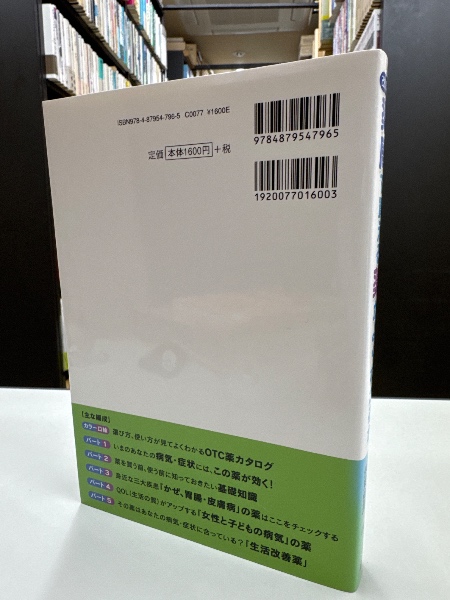 ISBN978-4-87954-796-5 C0077 ¥1600E
定価 本体1600円 +税
9784879547965
1920077016003
[主な編成]
カラー口絵 選び方、使い方が見てよくわかるOTC薬カタログ
パート1 いまのあなたの病気・症状には、この薬が効く!
パート2 薬を買う前、使う前に知っておきたい基礎知識
パート3 身近な三大疾患「かぜ、胃腸・皮膚病」の薬はここをチェックする
パート4 QOL(生活の質)がアップする「女性と子どもの病気」の薬
パート5 その薬はあなたの病気・症状に合っている?「生活改善薬」